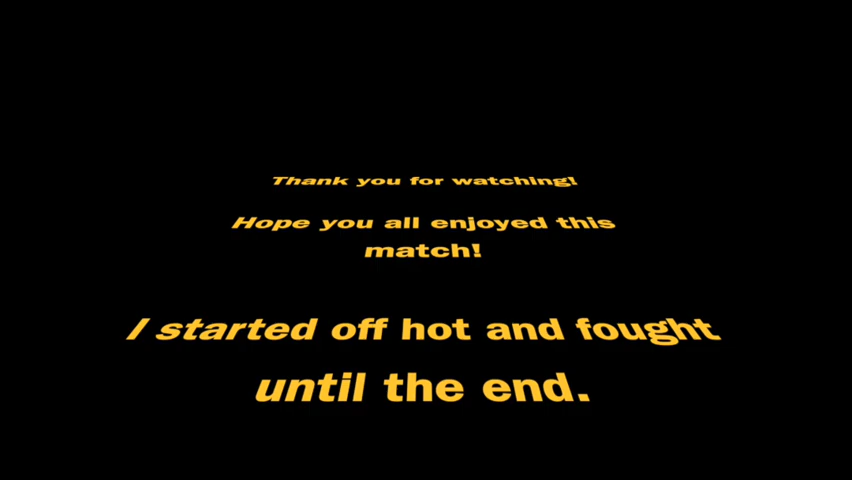 Thank you for watching!
Hope you all enjoyed this
match!
I started off hot and fought
until the end.